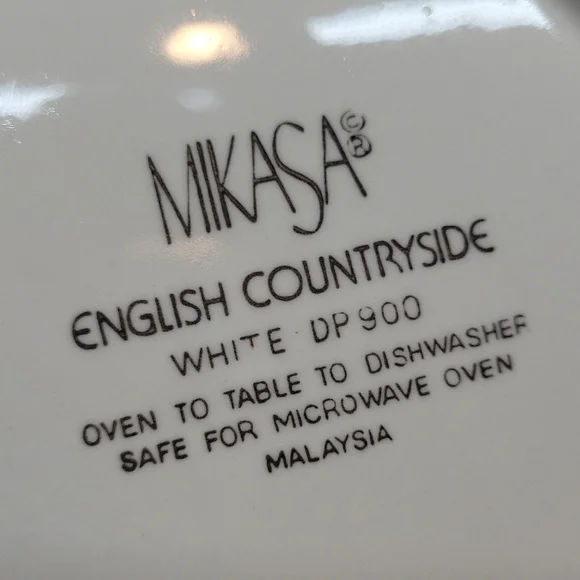 MIKASA ©®
ENGLISH COUNTRYSIDE
WHITE DP900
OVEN TO TABLE TO DISHWASHER
SAFE FOR MICROWAVE OVEN
MALAYSIA